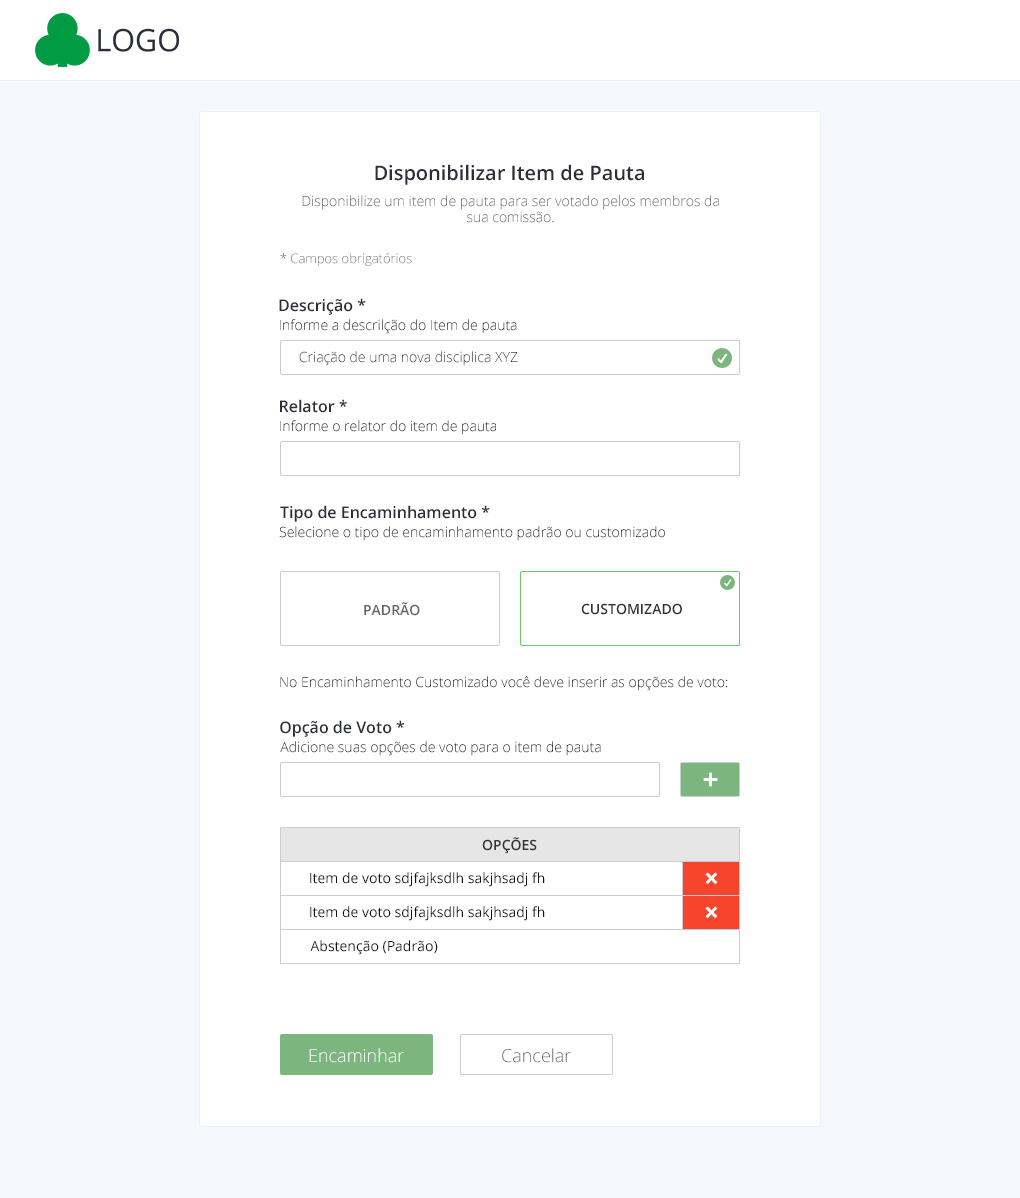 LOGO
Disponibilizar Item de Pauta
Disponibilize um item de pauta para ser votado pelos membros da
sua comissão.
* Campos obrigatórios
Descrição *
Informe a descrilção do Item de pauta
Criação de uma nova disciplica XYZ
Relator *
Informe o relator do item de pauta
Tipo de Encaminhamento *
Selecione o tipo de encaminhamento padrão ou customizado
PADRÃO
CUSTOMIZADO
No Encaminhamento Customizado você deve inserir as opções de voto:
Opção de Voto *
Adicione suas opções de voto para o item de pauta
OPÇÕES
Item de voto sdjfajksdlh sakjhsadj fh
Item de voto sdjfajksdlh sakjhsadj fh
Abstenção (Padrão)
Encaminhar
Cancelar